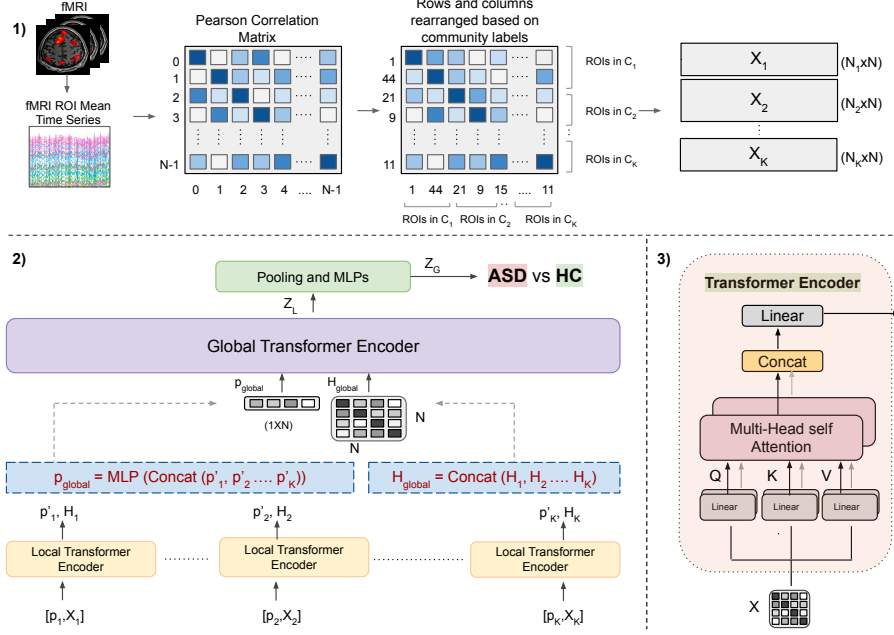 1)
fMRI
fMRI ROI Mean
Time Series
Pearson Correlation
Matrix
0
1
2
3
N-1
0 1 2 3 4 .... N-1
Rows and columns
rearranged based on
community labels
1
44
21
9
11
1 44 21 9 15 .... 11
ROIs in C1
ROIs in C2
ROIs in CK
ROIs in C1 ROIs in C2 ROIs in CK
X1 (N1xN)
X2 (N2xN)
XK (NKxN)
2)
Pooling and MLPs
ZG
ASD vs HC
ZL
Global Transformer Encoder
pglobal
Hglobal
(1XN)
N
N
pglobal = MLP (Concat (p'1, p'2 .... p'K))
Hglobal = Concat (H1, H2 .... HK)
p'1, H1
p'2, H2
p'K, HK
Local Transformer
Encoder
Local Transformer
Encoder
Local Transformer
Encoder
[p1,X1]
[p2,X2]
[pK,XK]
3)
Transformer Encoder
Linear
Concat
Multi-Head self
Attention
Q K V
Linear Linear Linear
X